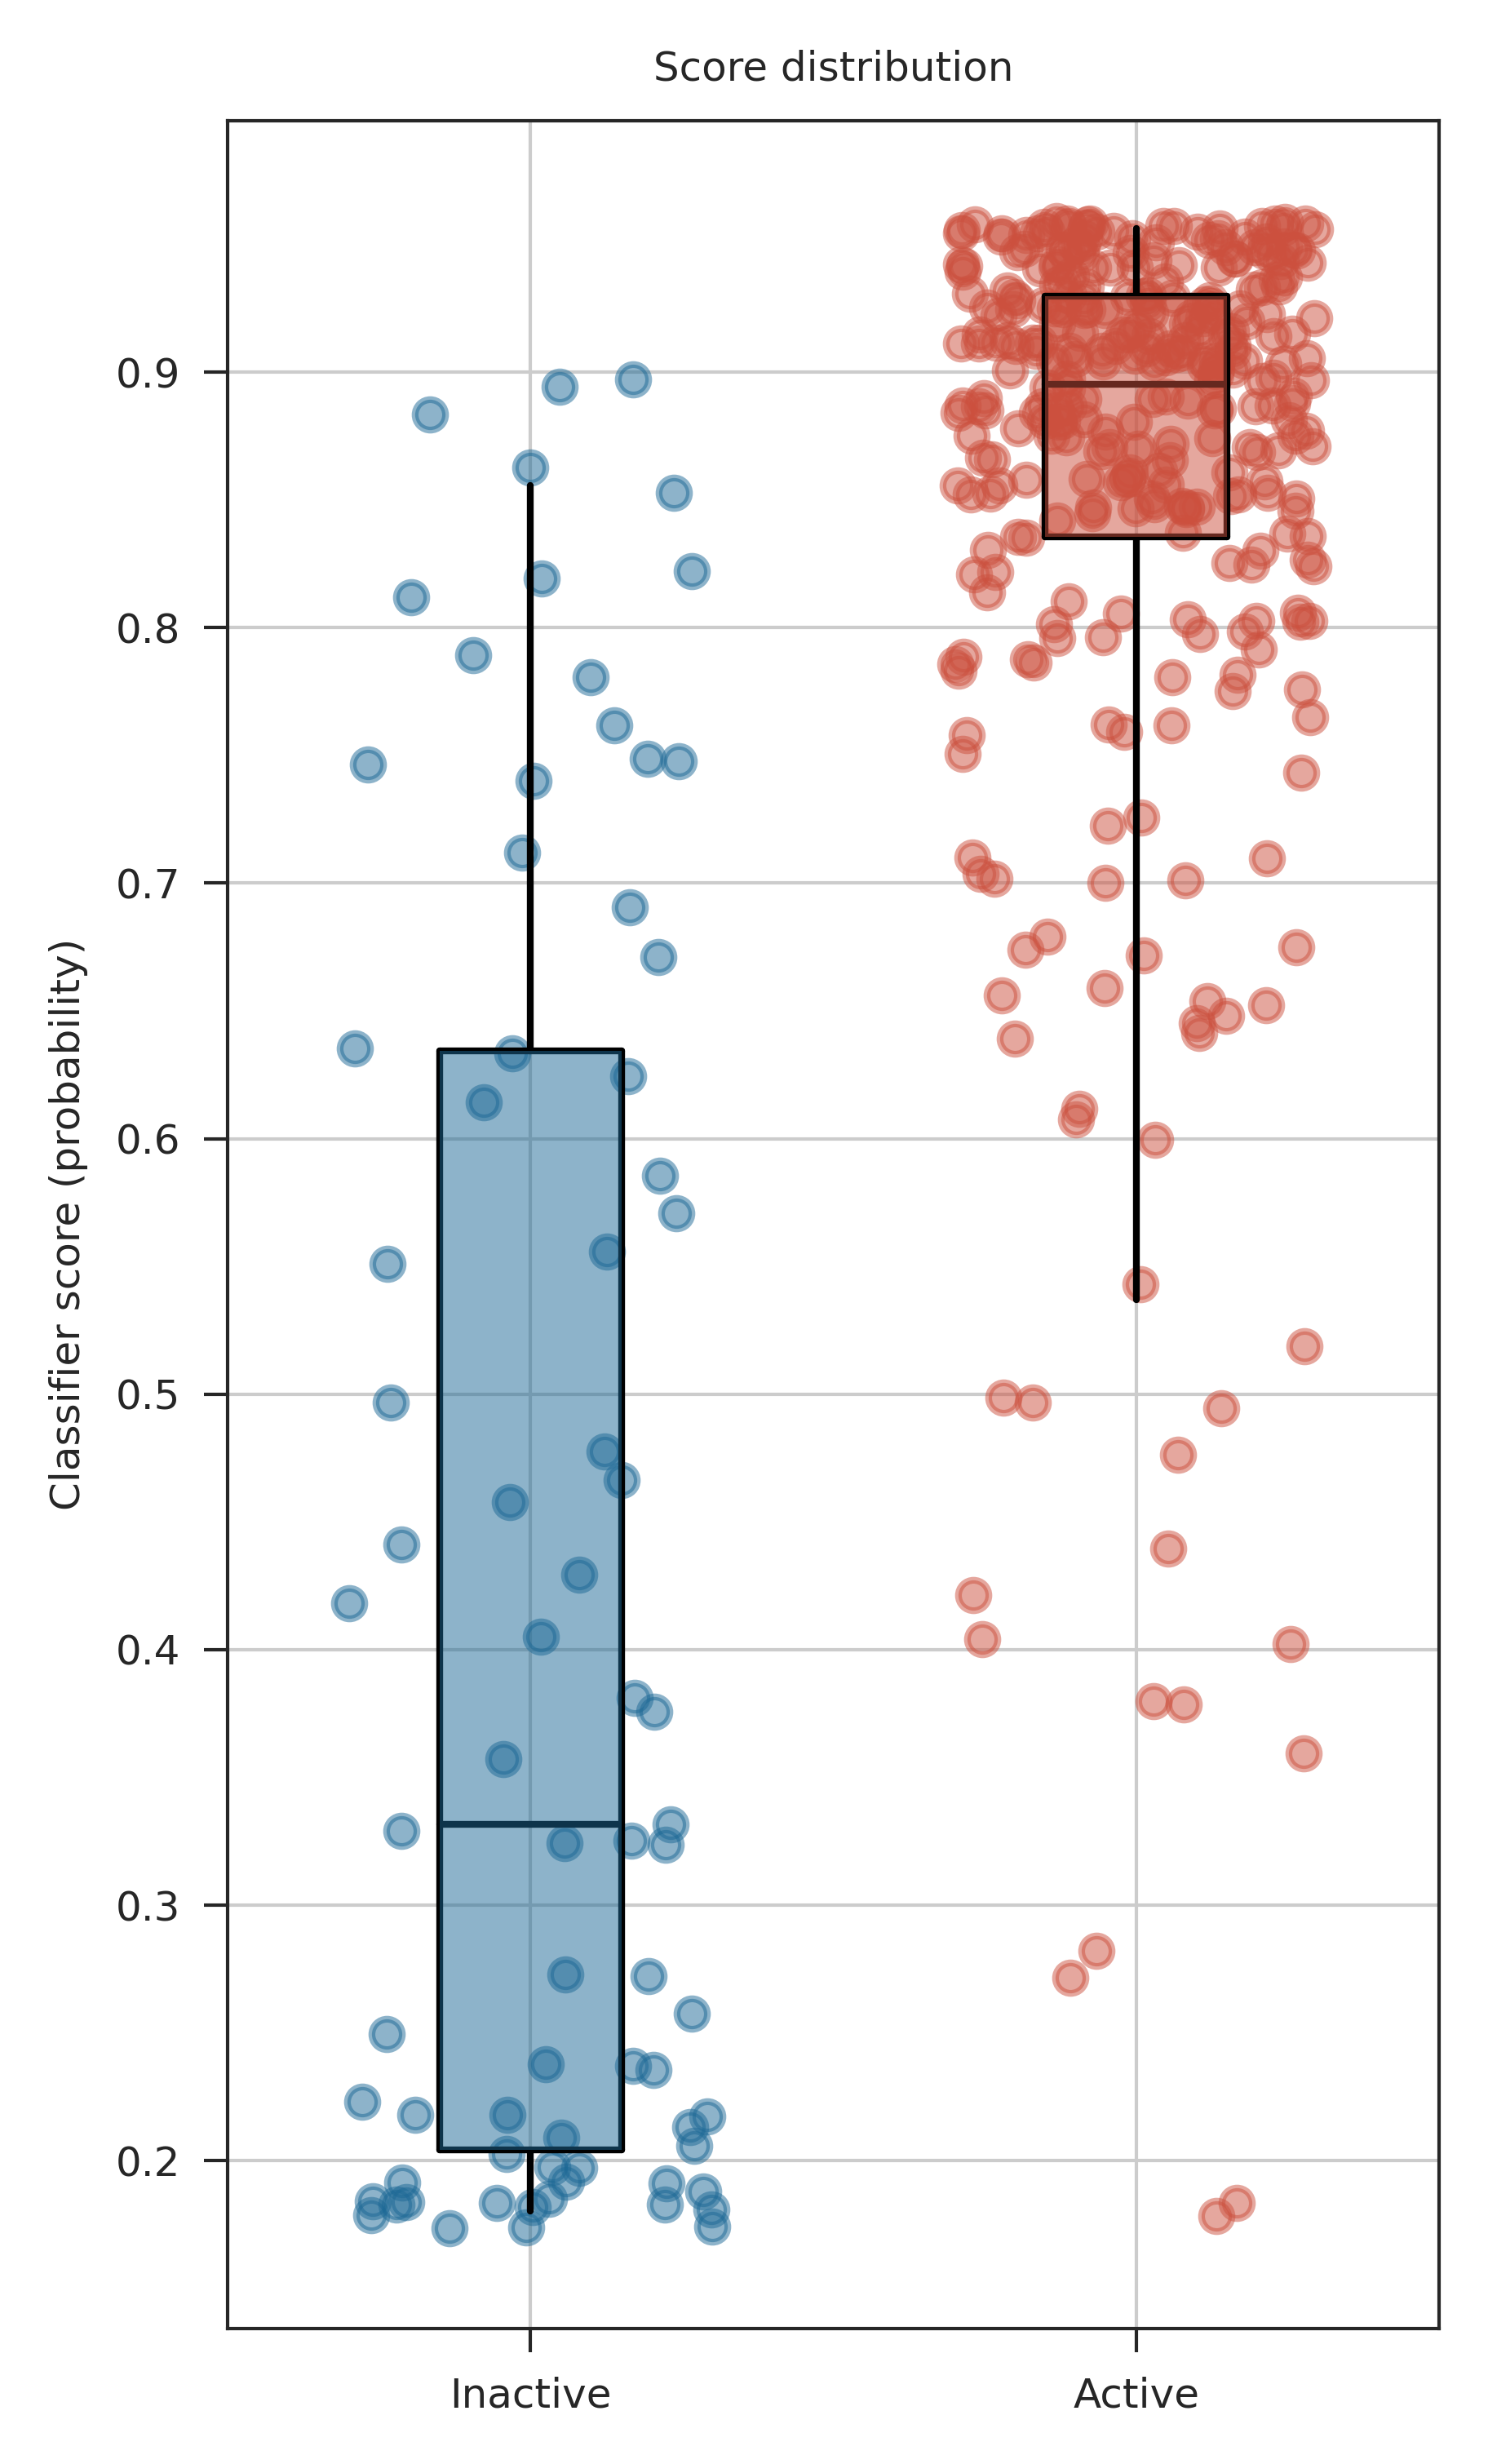 Score distribution
Classifier score (probability)
0.9
0.8
0.7
0.6
0.5
0.4
0.3
0.2
Inactive
Active